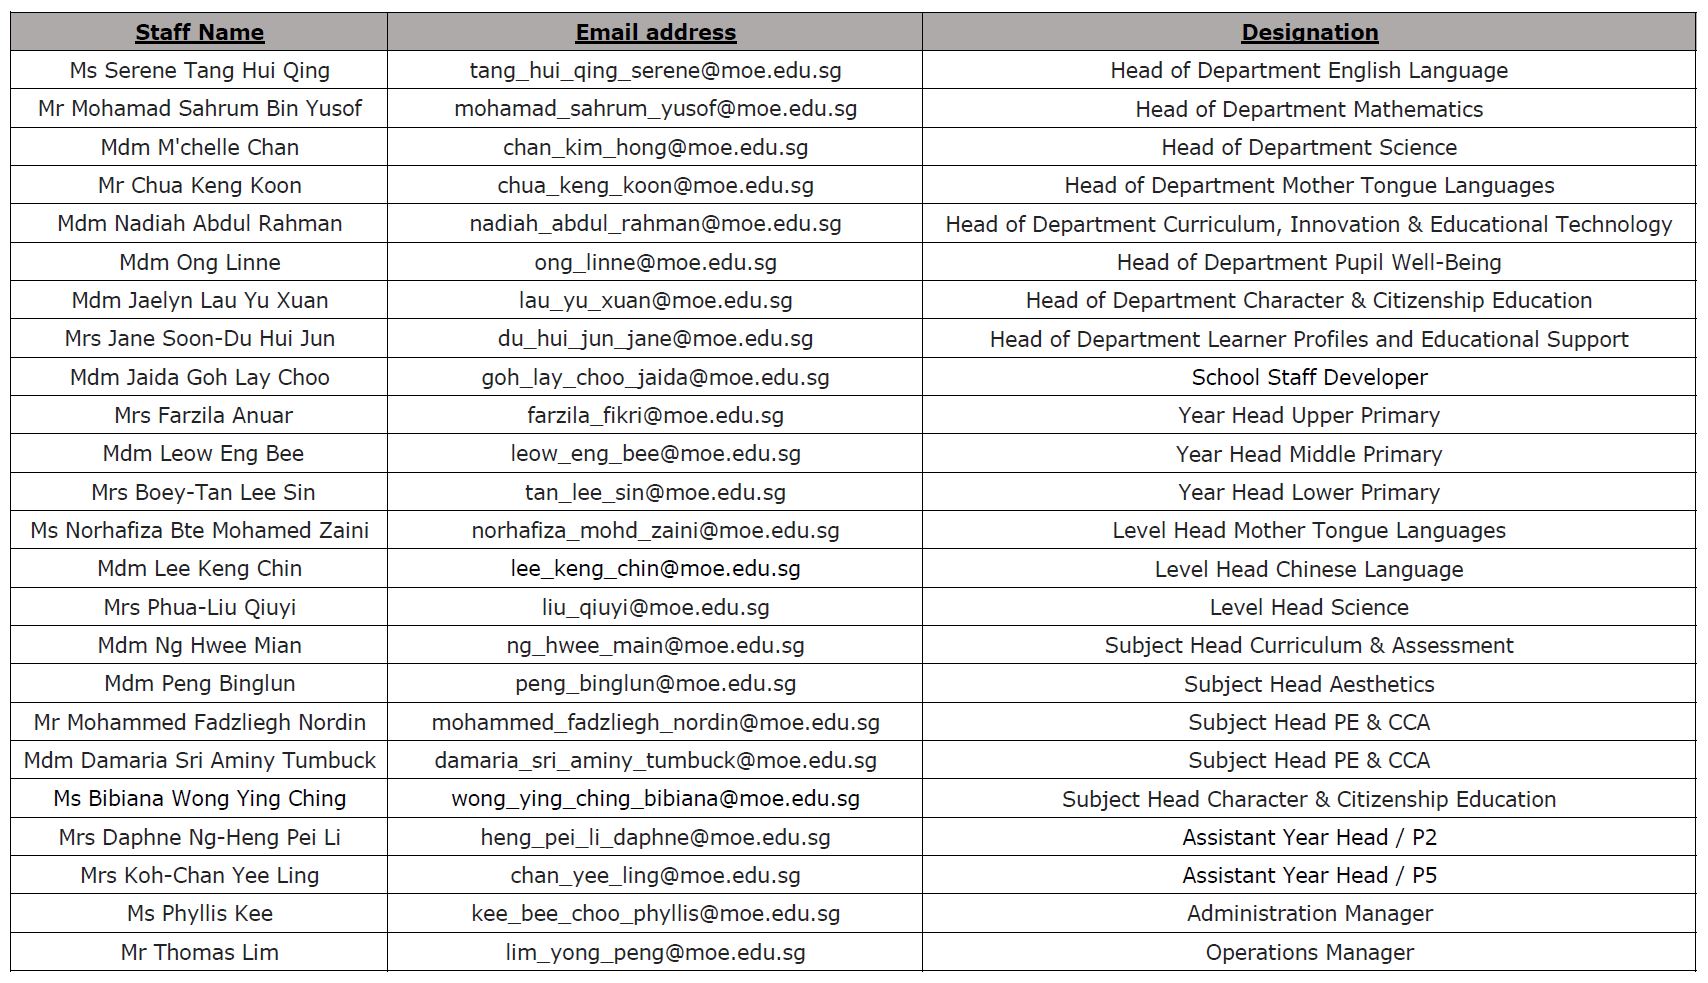 Staff Name Email address Designation
Ms Serene Tang Hui Qing tang_hui_qing_serene@moe.edu.sg Head of Department English Language
Mr Mohamad Sahrum Bin Yusof mohamad_sahrum_yusof@moe.edu.sg Head of Department Mathematics
Mdm M'chelle Chan chan_kim_hong@moe.edu.sg Head of Department Science
Mr Chua Keng Koon chua_keng_koon@moe.edu.sg Head of Department Mother Tongue Languages
Mdm Nadiah Abdul Rahman nadiah_abdul_rahman@moe.edu.sg Head of Department Curriculum, Innovation & Educational Technology
Mdm Ong Linne ong_linne@moe.edu.sg Head of Department Pupil Well-Being
Mdm Jaelyn Lau Yu Xuan lau_yu_xuan@moe.edu.sg Head of Department Character & Citizenship Education
Mrs Jane Soon-Du Hui Jun du_hui_jun_jane@moe.edu.sg Head of Department Learner Profiles and Educational Support
Mdm Jaida Goh Lay Choo goh_lay_choo_jaida@moe.edu.sg School Staff Developer
Mrs Farzila Anuar farzila_fikri@moe.edu.sg Year Head Upper Primary
Mdm Leow Eng Bee leow_eng_bee@moe.edu.sg Year Head Middle Primary
Mrs Boey-Tan Lee Sin tan_lee_sin@moe.edu.sg Year Head Lower Primary
Ms Norhafiza Bte Mohamed Zaini norhafiza_mohd_zaini@moe.edu.sg Level Head Mother Tongue Languages
Mdm Lee Keng Chin lee_keng_chin@moe.edu.sg Level Head Chinese Language
Mrs Phua-Liu Qiuyi liu_qiuyi@moe.edu.sg Level Head Science
Mdm Ng Hwee Mian ng_hwee_main@moe.edu.sg Subject Head Curriculum & Assessment
Mdm Peng Binglun peng_binglun@moe.edu.sg Subject Head Aesthetics
Mr Mohammed Fadzliegh Nordin mohammed_fadzliegh_nordin@moe.edu.sg Subject Head PE & CCA
Mdm Damaria Sri Aminy Tumbuck damaria_sri_aminy_tumbuck@moe.edu.sg Subject Head PE & CCA
Ms Bibiana Wong Ying Ching wong_ying_ching_bibiana@moe.edu.sg Subject Head Character & Citizenship Education
Mrs Daphne Ng-Heng Pei Li heng_pei_li_daphne@moe.edu.sg Assistant Year Head / P2
Mrs Koh-Chan Yee Ling chan_yee_ling@moe.edu.sg Assistant Year Head / P5
Ms Phyllis Kee kee_bee_choo_phyllis@moe.edu.sg Administration Manager
Mr Thomas Lim lim_yong_peng@moe.edu.sg Operations Manager